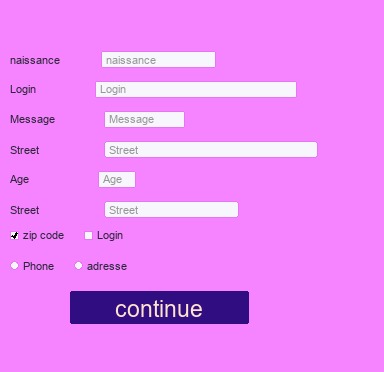 naissance naissance
Login Login
Message Message
Street Street
Age Age
Street Street
zip code Login
Phone adresse
continue